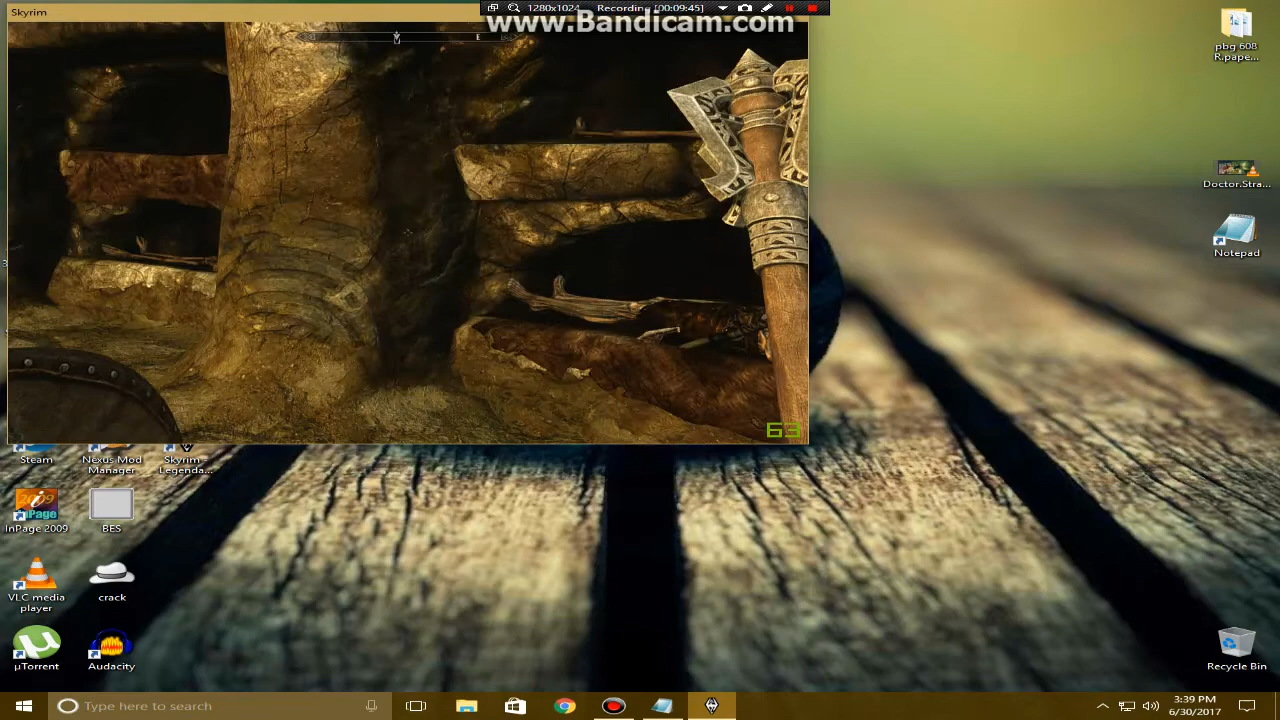 Skyrim
1280x1024
Recording [00:09:45]
www.Bandicam.com
E
63
pbg 608
R.pape...
Doctor.Stra...
Notepad
Steam
Nexus Mod
Manager
Skyrim -
Legenda...
2009
InPage
InPage 2009
BES
VLC media
player
crack
µTorrent
Audacity
Recycle Bin
Type here to search
3:39 PM
6/30/2017